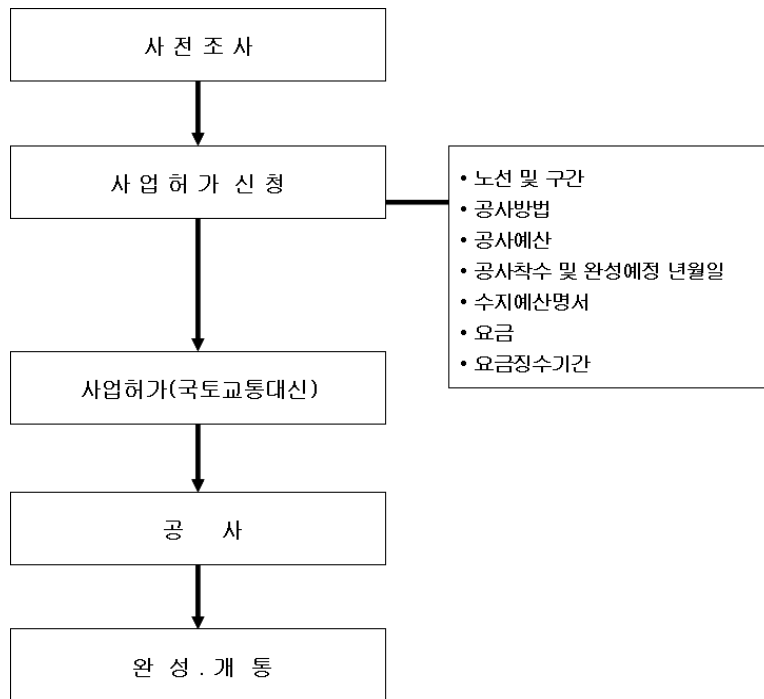 사 전 조 사
사 업 허 가 신 청
• 노선 및 구간
• 공사방법
• 공사예산
• 공사착수 및 완성예정 년월일
• 수지예산명서
• 요금
• 요금징수기간
사업허가(국토교통대신)
공 사
완 성 . 개 통